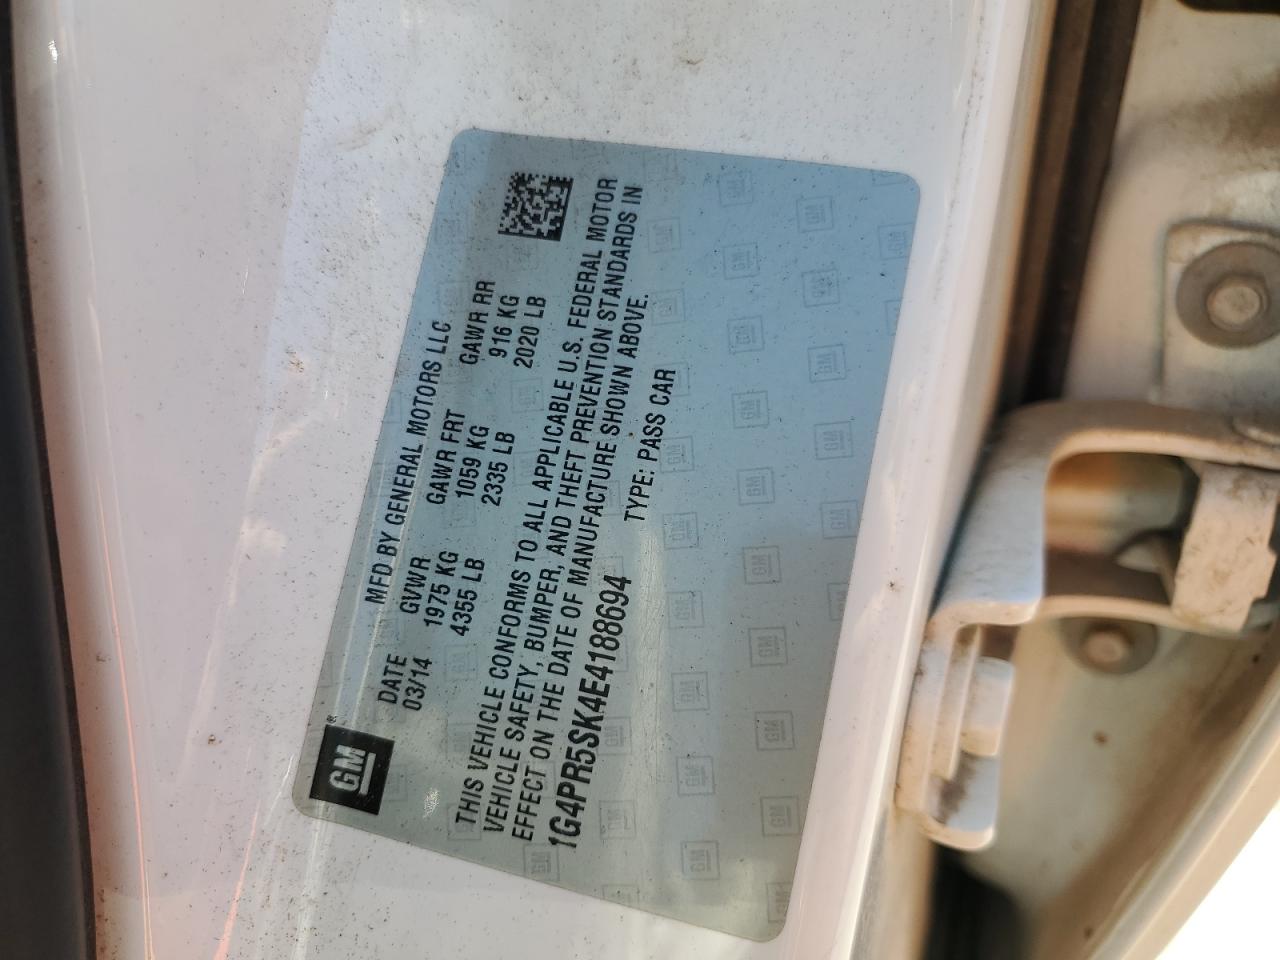 GM
MFD BY GENERAL MOTORS LLC
DATE GVWR GAWR FRT GAWR RR
03/14 1975 KG 1059 KG 916 KG
4355 LB 2335 LB 2020 LB
THIS VEHICLE CONFORMS TO ALL APPLICABLE U.S. FEDERAL MOTOR
VEHICLE SAFETY, BUMPER, AND THEFT PREVENTION STANDARDS IN
EFFECT ON THE DATE OF MANUFACTURE SHOWN ABOVE.
1G4PR5SK4E4188694 TYPE: PASS CAR